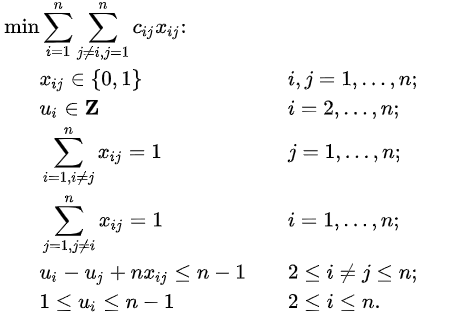 min ∑_{i=1}^{n} ∑_{j≠i,j=1}^{n} c_{ij}x_{ij}:
x_{ij} ∈ {0,1} i,j = 1,…,n;
u_i ∈ **Z** i = 2,…,n;
∑_{i=1,i≠j}^{n} x_{ij} = 1 j = 1,…,n;
∑_{j=1,j≠i}^{n} x_{ij} = 1 i = 1,…,n;
u_i − u_j + nx_{ij} ≤ n − 1 2 ≤ i ≠ j ≤ n;
1 ≤ u_i ≤ n − 1 2 ≤ i ≤ n.